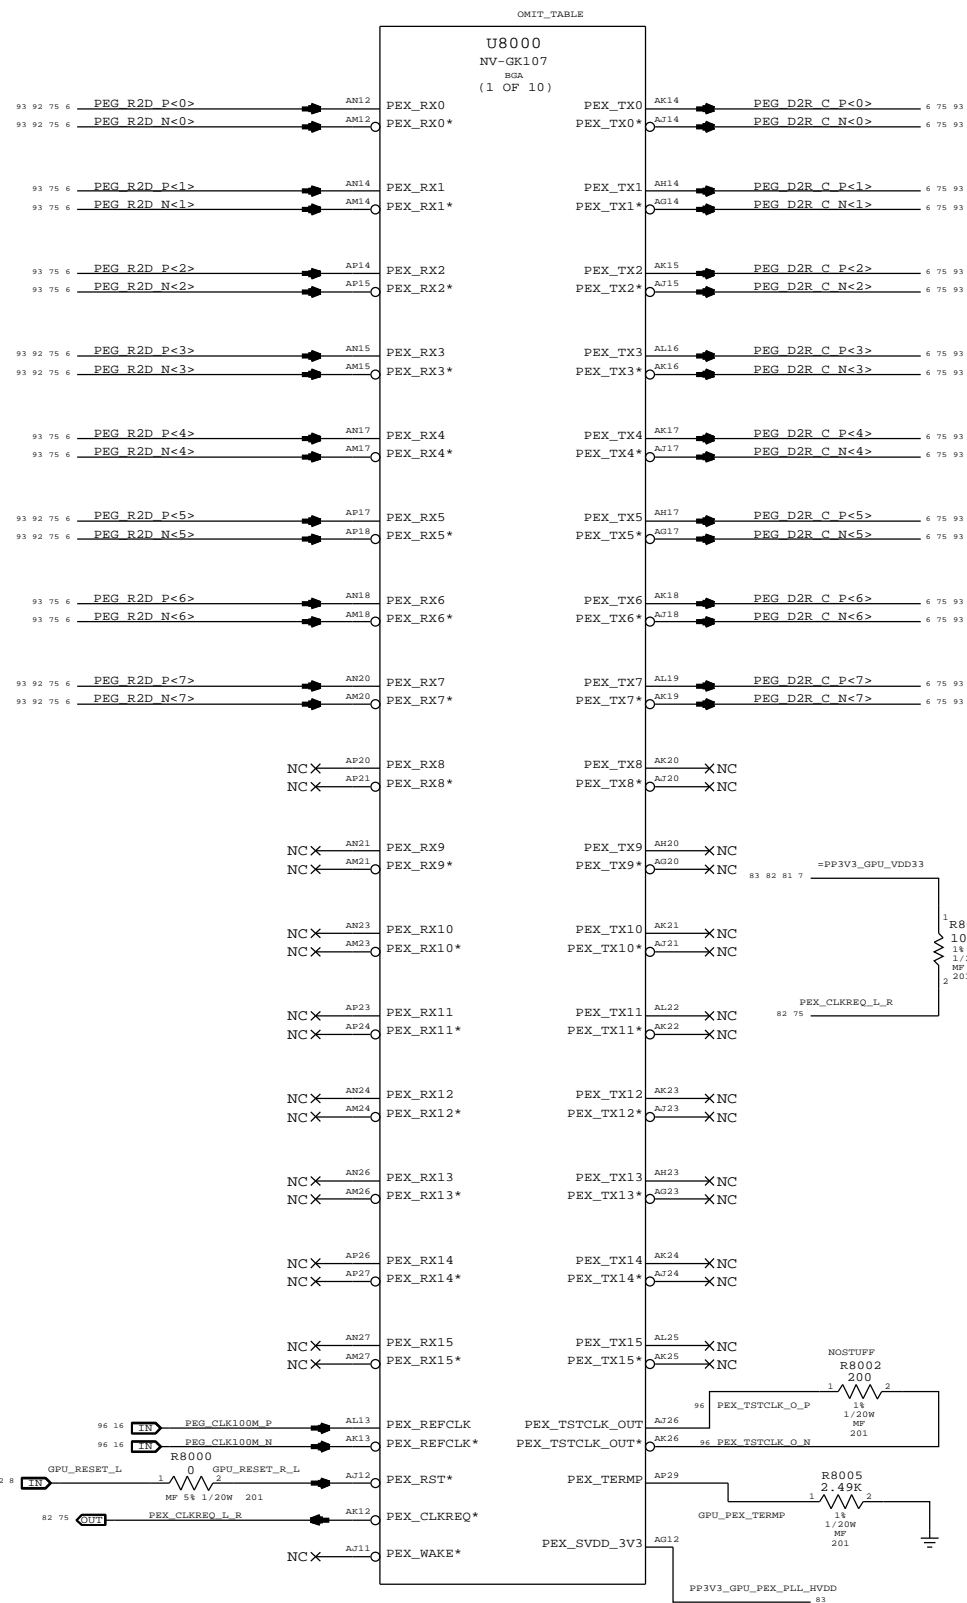 OMIT_TABLE
U8000
NV-GK107
BGA
(1 OF 10)
93 92 75 6 PEG_R2D_P<0> AN12 PEX_RX0 PEX_TX0 AK14 PEG_D2R_C_P<0> 6 75 93
93 92 75 6 PEG_R2D_N<0> AM12 PEX_RX0* PEX_TX0* AJ14 PEG_D2R_C_N<0> 6 75 93
93 75 6 PEG_R2D_P<1> AN14 PEX_RX1 PEX_TX1 AH14 PEG_D2R_C_P<1> 6 75 93
93 75 6 PEG_R2D_N<1> AM14 PEX_RX1* PEX_TX1* AG14 PEG_D2R_C_N<1> 6 75 93
93 75 6 PEG_R2D_P<2> AP14 PEX_RX2 PEX_TX2 AK15 PEG_D2R_C_P<2> 6 75 93
93 75 6 PEG_R2D_N<2> AP15 PEX_RX2* PEX_TX2* AJ15 PEG_D2R_C_N<2> 6 75 93
93 92 75 6 PEG_R2D_P<3> AN15 PEX_RX3 PEX_TX3 AL16 PEG_D2R_C_P<3> 6 75 93
93 92 75 6 PEG_R2D_N<3> AM15 PEX_RX3* PEX_TX3* AK16 PEG_D2R_C_N<3> 6 75 93
93 75 6 PEG_R2D_P<4> AN17 PEX_RX4 PEX_TX4 AK17 PEG_D2R_C_P<4> 6 75 93
93 75 6 PEG_R2D_N<4> AM17 PEX_RX4* PEX_TX4* AJ17 PEG_D2R_C_N<4> 6 75 93
93 92 75 6 PEG_R2D_P<5> AP17 PEX_RX5 PEX_TX5 AH17 PEG_D2R_C_P<5> 6 75 93
93 92 75 6 PEG_R2D_N<5> AP18 PEX_RX5* PEX_TX5* AG17 PEG_D2R_C_N<5> 6 75 93
93 75 6 PEG_R2D_P<6> AN18 PEX_RX6 PEX_TX6 AK18 PEG_D2R_C_P<6> 6 75 93
93 75 6 PEG_R2D_N<6> AM18 PEX_RX6* PEX_TX6* AJ18 PEG_D2R_C_N<6> 6 75 93
93 92 75 6 PEG_R2D_P<7> AN20 PEX_RX7 PEX_TX7 AL19 PEG_D2R_C_P<7> 6 75 93
93 92 75 6 PEG_R2D_N<7> AM20 PEX_RX7* PEX_TX7* AK19 PEG_D2R_C_N<7> 6 75 93
NC AP20 PEX_RX8 PEX_TX8 AK20 NC
NC AP21 PEX_RX8* PEX_TX8* AJ20 NC
NC AN21 PEX_RX9 PEX_TX9 AH20 NC
NC AM21 PEX_RX9* PEX_TX9* AG20 NC
=PP3V3_GPU_VDD33
83 82 81 7
NC AN23 PEX_RX10 PEX_TX10 AK21 NC
NC AM23 PEX_RX10* PEX_TX10* AJ21 NC
1
R8
10
1%
1/2
MF
201
2
PEX_CLKREQ_L_R
82 75
NC AP23 PEX_RX11 PEX_TX11 AL22 NC
NC AP24 PEX_RX11* PEX_TX11* AK22 NC
NC AN24 PEX_RX12 PEX_TX12 AK23 NC
NC AM24 PEX_RX12* PEX_TX12* AJ23 NC
NC AN26 PEX_RX13 PEX_TX13 AH23 NC
NC AM26 PEX_RX13* PEX_TX13* AG23 NC
NC AP26 PEX_RX14 PEX_TX14 AK24 NC
NC AP27 PEX_RX14* PEX_TX14* AJ24 NC
NC AN27 PEX_RX15 PEX_TX15 AL25 NC
NC AM27 PEX_RX15* PEX_TX15* AK25 NC
NOSTUFF
R8002
200
1 2
1%
1/20W
MF
201
96 16 IN PEG_CLK100M_P AL13 PEX_REFCLK PEX_TSTCLK_OUT AJ26 96 PEX_TSTCLK_O_P
96 16 IN PEG_CLK100M_N AK13 PEX_REFCLK* PEX_TSTCLK_OUT* AK26 96 PEX_TSTCLK_O_N
R8000
0
2 8 IN GPU_RESET_L 1 2 GPU_RESET_R_L AJ12 PEX_RST* PEX_TERMP AP29
MF 5% 1/20W 201
R8005
2.49K
1 2
GPU_PEX_TERMP
1%
1/20W
MF
201
82 75 OUT PEX_CLKREQ_L_R AK12 PEX_CLKREQ*
PEX_SVDD_3V3 AG12
NC AJ11 PEX_WAKE*
PP3V3_GPU_PEX_PLL_HVDD
83